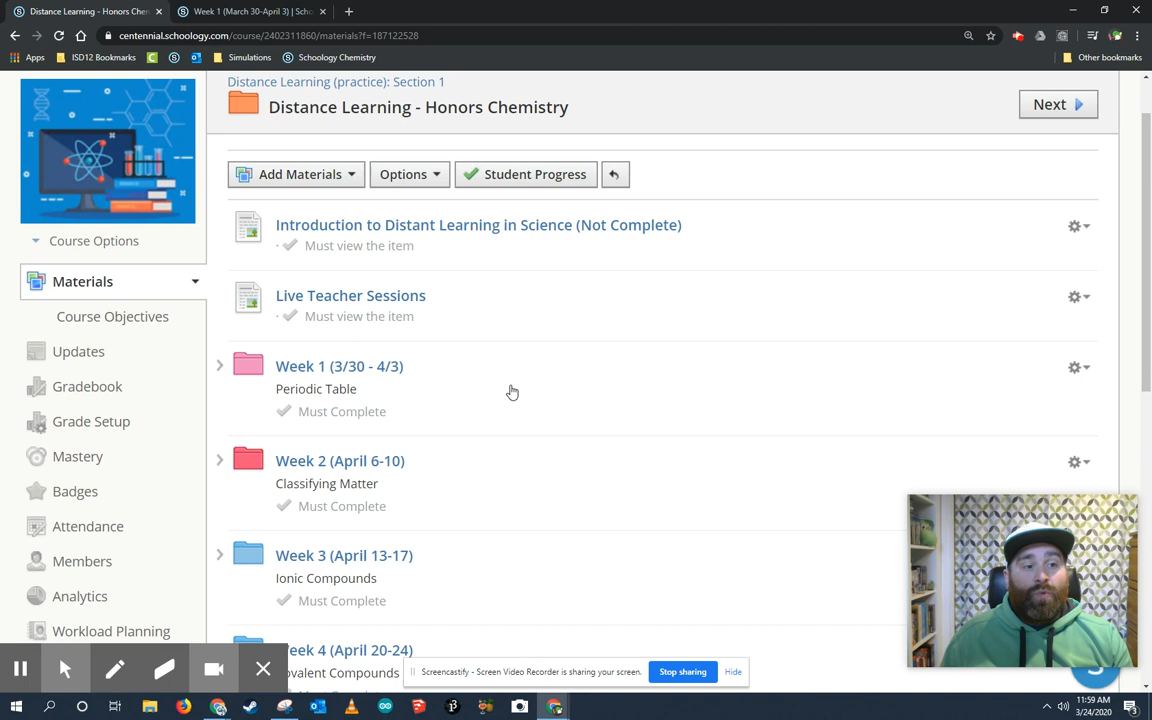 Distance Learning - Honors Chem
Week 1 (March 30-April 3) | Scho
centennial.schoology.com/course/2402311860/materials?f=187122528
Apps
ISD12 Bookmarks
Simulations
Schoology Chemistry
Other bookmarks
Distance Learning (practice): Section 1
Distance Learning - Honors Chemistry
Next
Add Materials
Options
Student Progress
Course Options
Introduction to Distant Learning in Science (Not Complete)
· Must view the item
Materials
Live Teacher Sessions
· Must view the item
Course Objectives
Updates
Week 1 (3/30 - 4/3)
Periodic Table
Must Complete
Gradebook
Grade Setup
Mastery
Week 2 (April 6-10)
Classifying Matter
Must Complete
Badges
Attendance
Members
Week 3 (April 13-17)
Ionic Compounds
Must Complete
Analytics
Workload Planning
eek 4 (April 20-24)
ovalent Compounds
Screencastify - Screen Video Recorder is sharing your screen.
Stop sharing
Hide
11:59 AM
3/24/2020